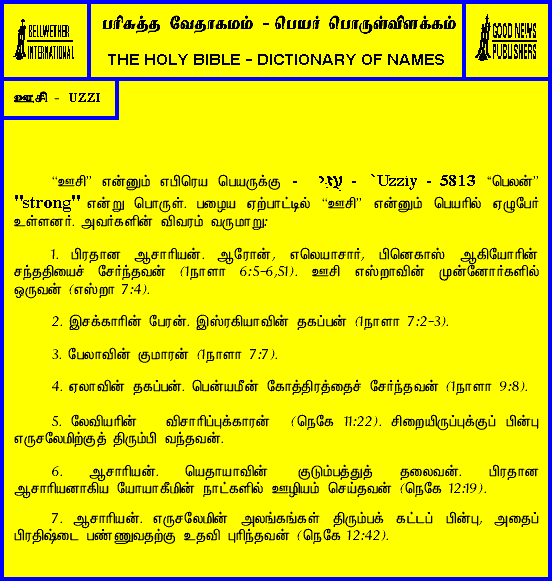 BELLWETHER
INTERNATIONAL
பரிசுத்த வேதாகமம் - பெயர் பொருள்விளக்கம்
THE HOLY BIBLE - DICTIONARY OF NAMES
GOOD NEWS
PUBLISHERS
ஊசி - UZZI
“ஊசி” என்னும் எபிரெய பெயருக்கு - עזּי - `Uzziy - 5813 “பெலன்”
"strong" என்று பொருள். பழைய ஏற்பாட்டில் “ஊசி” என்னும் பெயரில் ஏழுபேர்
உள்ளனர். அவர்களின் விவரம் வருமாறு:
1. பிரதான ஆசாரியன். ஆரோன், எலெயாசார், பினெகாஸ் ஆகியோரின்
சந்ததியைச் சேர்ந்தவன் (1நாளா 6:5-6,51). ஊசி எஸ்றாவின் முன்னோர்களில்
ஒருவன் (எஸ்றா 7:4).
2. இசக்காரின் பேரன். இஸ்ரகியாவின் தகப்பன் (1நாளா 7:2-3).
3. பேலாவின் குமாரன் (1நாளா 7:7).
4. ஏலாவின் தகப்பன். பென்யமீன் கோத்திரத்தைச் சேர்ந்தவன் (1நாளா 9:8).
5. லேவியரின் விசாரிப்புக்காரன் (நெகே 11:22). சிறையிருப்புக்குப் பின்பு
எருசலேமிற்குத் திரும்பி வந்தவன்.
6. ஆசாரியன். யெதாயாவின் குடும்பத்துத் தலைவன். பிரதான
ஆசாரியனாகிய யோயாகீமின் நாட்களில் ஊழியம் செய்தவன் (நெகே 12:19).
7. ஆசாரியன். எருசலேமின் அலங்கங்கள் திரும்பக் கட்டப் பின்பு, அதைப்
பிரதிஷ்டை பண்ணுவதற்கு உதவி புரிந்தவன் (நெகே 12:42).